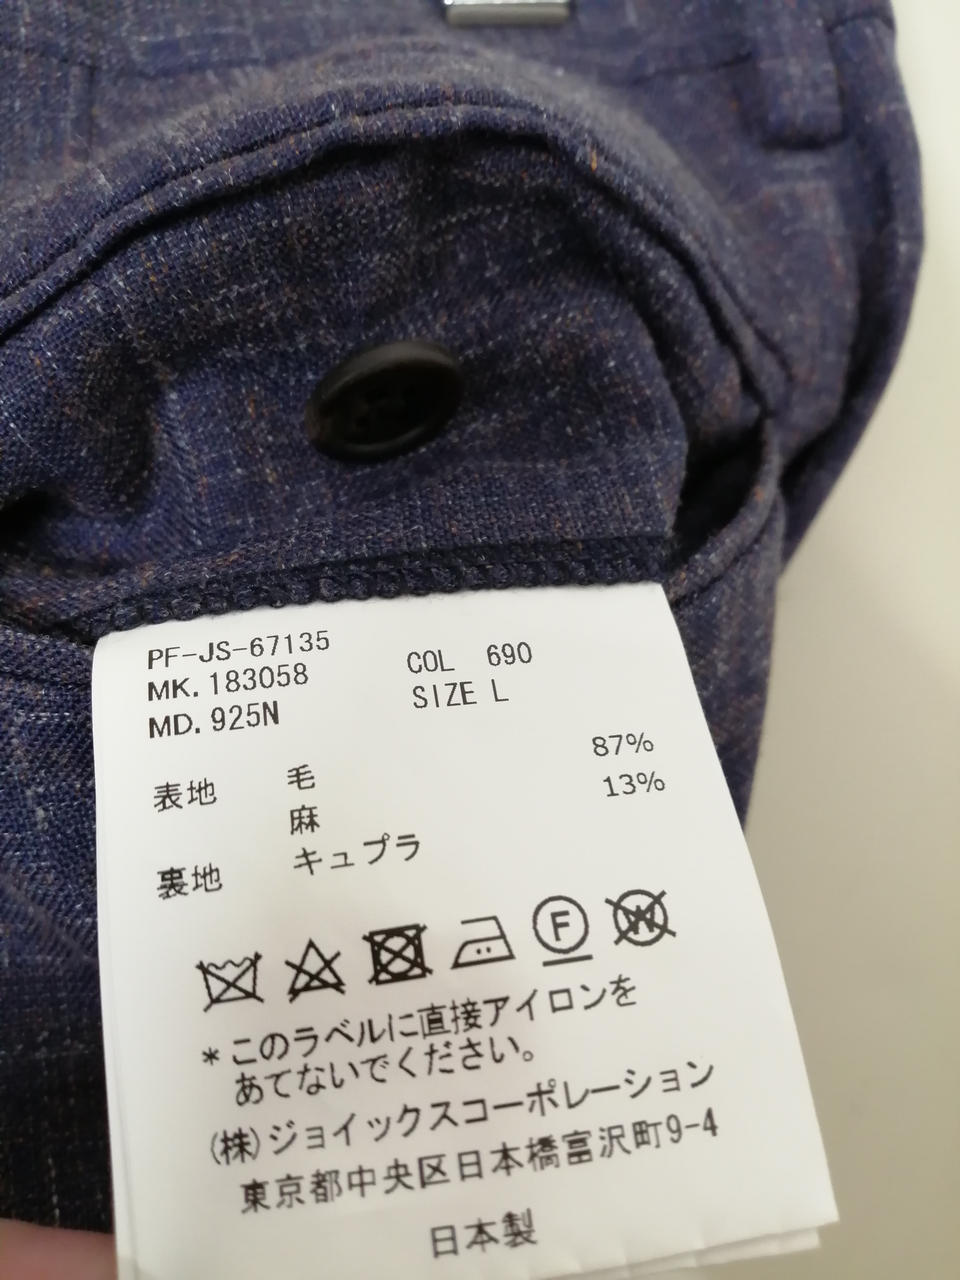 PF-JS-67135
MK. 183058 COL 690
MD. 925N SIZE L
表地 毛 87%
麻 13%
裏地 キュプラ
F W
*このラベルに直接アイロンを
あてないでください。
(株)ジョイックスコーポレーション
東京都中央区日本橋富沢町9-4
日本製